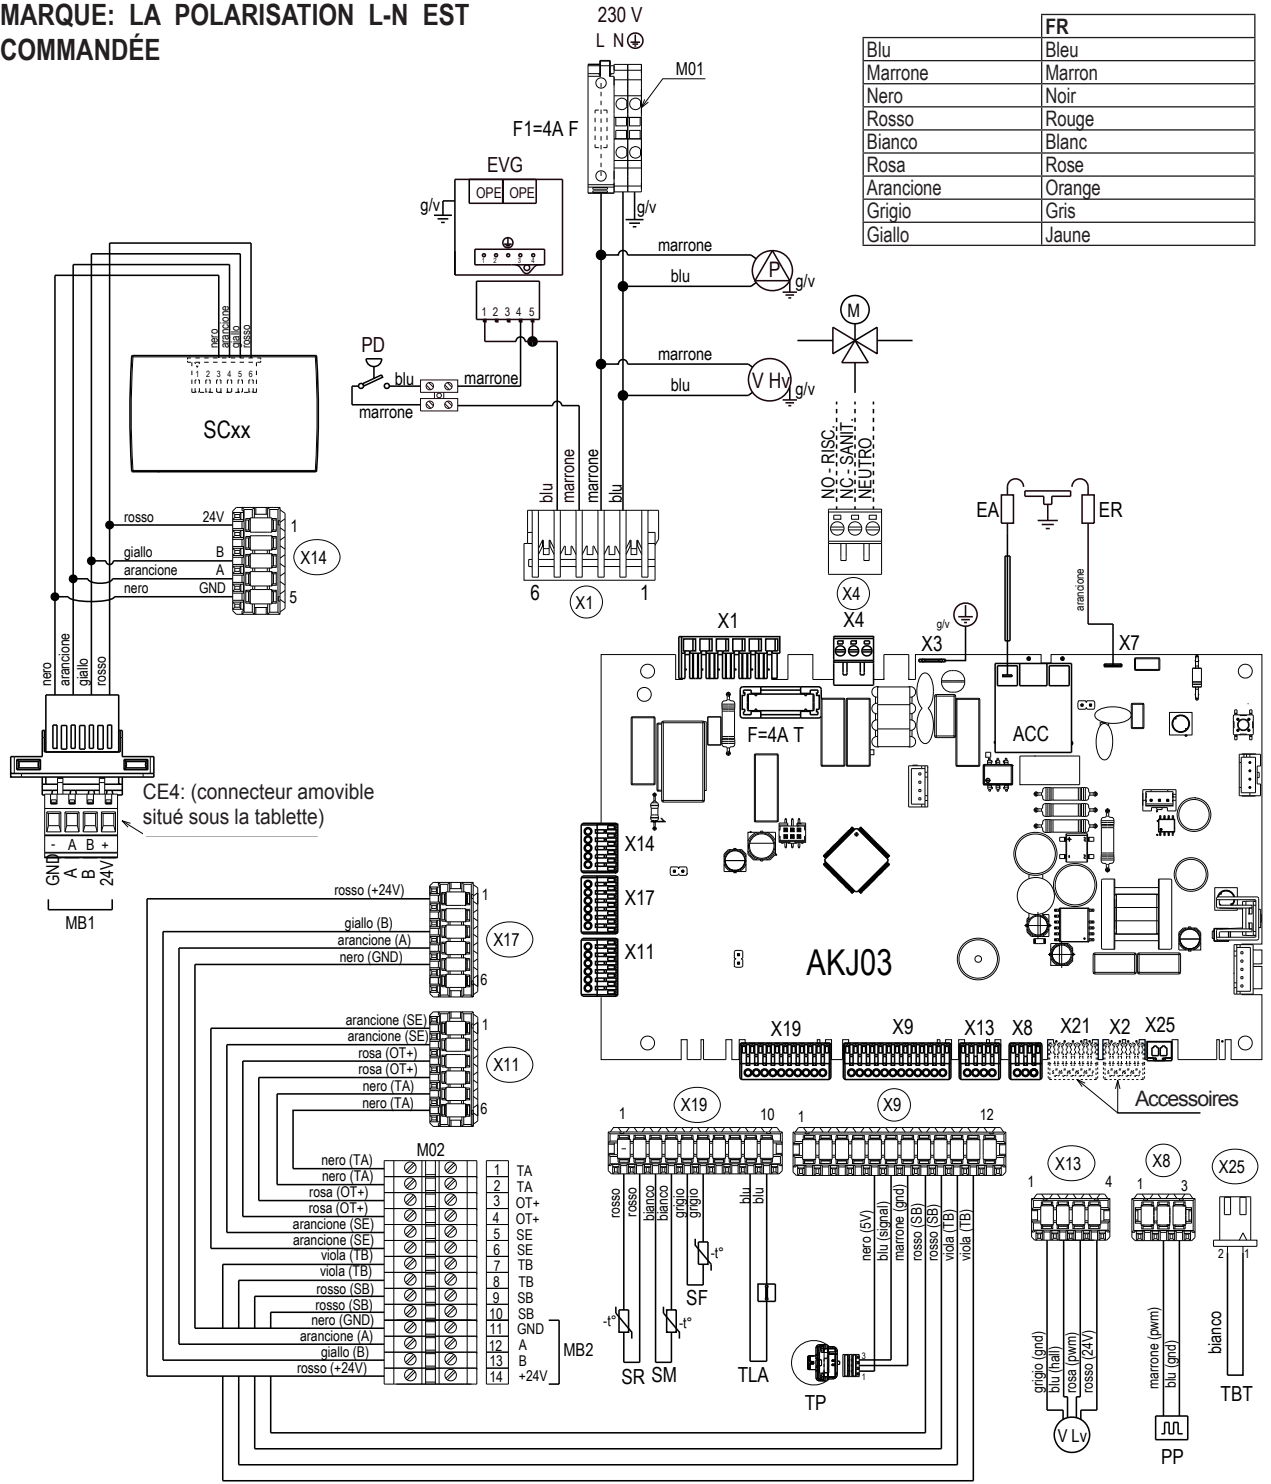 MARQUE: LA POLARISATION L-N EST
COMMANDÉE
230 V
L N
M01
F1=4A F
FR
Blu Bleu
Marrone Marron
Nero Noir
Rosso Rouge
Bianco Blanc
Rosa Rose
Arancione Orange
Grigio Gris
Giallo Jaune
EVG
OPE OPE
g/v
g/v
1 2 3 4 5
marrone
blu
P
g/v
marrone
blu
V Hv
g/v
M
PD
blu
marrone
marrone
nero
arancione
giallo
rosso
1 2 3 4 5 6
SCxx
NO - RISC.
NC - SANIT.
NEUTRO
blu
marrone
marrone
blu
6
X1
1
X4
EA
ER
arancione
rosso 24V 1
giallo B
X14
arancione A
nero GND 5
nero
arancione
giallo
rosso
X1
X4
X3
g/v
X7
F=4A T
ACC
X14
X17
X11
AKJ03
X19 X9 X13 X8 X21 X2 X25
Accessoires
CE4: (connecteur amovible
situé sous la tablette)
- A B +
GND
A
B
24V
MB1
rosso (+24V) 1
giallo (B)
arancione (A)
X17
nero (GND)
6
arancione (SE) 1
arancione (SE)
rosa (OT+)
X11
rosa (OT+)
nero (TA)
nero (TA) 6
M02
nero (TA) 1 TA
nero (TA) 2 TA
rosa (OT+) 3 OT+
rosa (OT+) 4 OT+
arancione (SE) 5 SE
arancione (SE) 6 SE
viola (TB) 7 TB
viola (TB) 8 TB
rosso (SB) 9 SB
rosso (SB) 10 SB
nero (GND) 11 GND
arancione (A) 12 A
giallo (B) 13 B
rosso (+24V) 14 +24V
MB2
1 X19 10
rosso
rosso
bianco
bianco
grigio
grigio
blu
blu
-t°
-t°
-t°
SF
SR SM
TLA
1 X9 12
nero (5V)
blu (signal)
marrone (gnd)
rosso (SB)
rosso (SB)
viola (TB)
viola (TB)
3
1
TP
X13
1 4
grigio (gnd)
blu (hall)
rosa (pwm)
rosso (24V)
V Lv
X8
1 3
marrone (pwm)
blu (gnd)
PP
X25
2 1
bianco
TBT